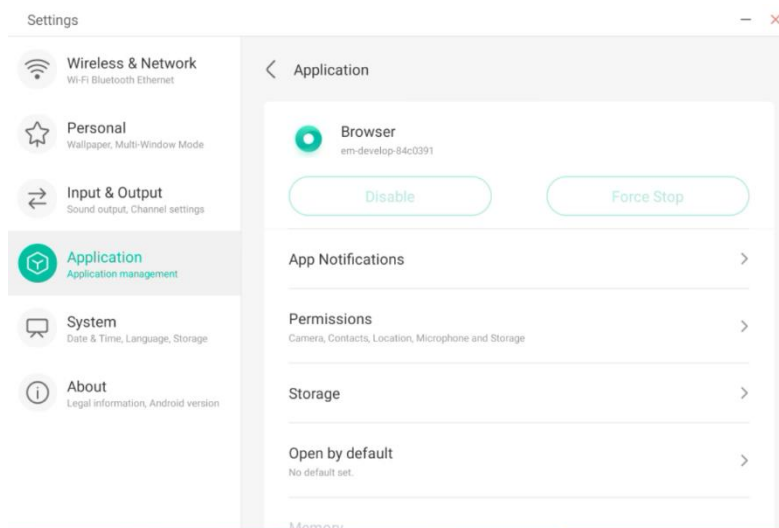 Settings
Wireless & Network
Wi-Fi Bluetooth Ethernet
Personal
Wallpaper, Multi-Window Mode
Input & Output
Sound output, Channel settings
Application
Application management
System
Date & Time, Language, Storage
About
Legal information, Android version
Application
Browser
em-develop-84c0391
Disable
Force Stop
App Notifications
Permissions
Camera, Contacts, Location, Microphone and Storage
Storage
Open by default
No default set.
Memory